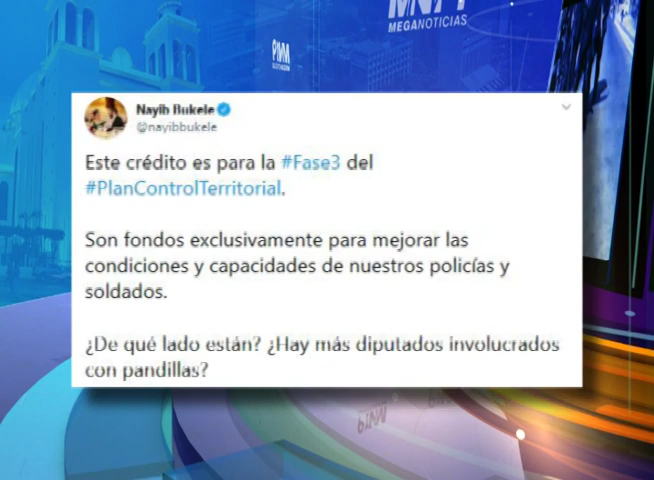 MEGANOTICIAS
Nayib Bukele
@nayibbukele
Este crédito es para la #Fase3 del
#PlanControlTerritorial.
Son fondos exclusivamente para mejorar las
condiciones y capacidades de nuestros policías y
soldados.
¿De qué lado están? ¿Hay más diputados involucrados
con pandillas?